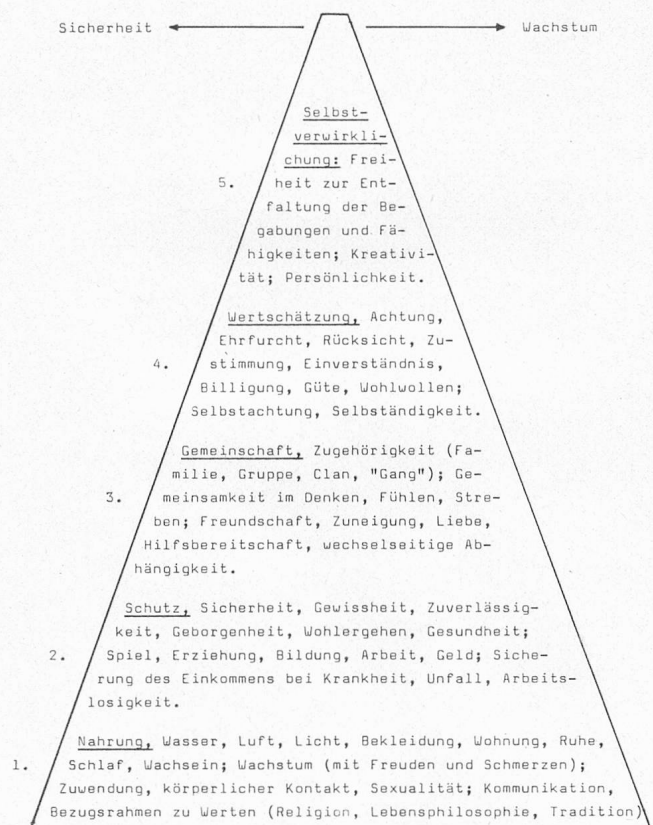 Sicherheit Wachstum
Selbst-
verwirkli-
chung: Frei-
5. heit zur Ent-
faltung der Be-
gabungen und Fä-
higkeiten; Kreativi-
tät; Persönlichkeit.
Wertschätzung, Achtung,
Ehrfurcht, Rücksicht, Zu-
4. stimmung, Einverständnis,
Billigung, Güte, Wohlwollen;
Selbstachtung, Selbständigkeit.
Gemeinschaft, Zugehörigkeit (Fa-
milie, Gruppe, Clan, "Gang"); Ge-
3. meinsamkeit im Denken, Fühlen, Stre-
ben; Freundschaft, Zuneigung, Liebe,
Hilfsbereitschaft, wechselseitige Ab-
hängigkeit.
Schutz, Sicherheit, Gewissheit, Zuverlässig-
keit, Geborgenheit, Wohlergehen, Gesundheit;
2. Spiel, Erziehung, Bildung, Arbeit, Geld; Siche-
rung des Einkommens bei Krankheit, Unfall, Arbeits-
losigkeit.
Nahrung, Wasser, Luft, Licht, Bekleidung, Wohnung, Ruhe,
1. Schlaf, Wachsein; Wachstum (mit Freuden und Schmerzen);
Zuwendung, körperlicher Kontakt, Sexualität; Kommunikation,
Bezugsrahmen zu Werten (Religion, Lebensphilosophie, Tradition)